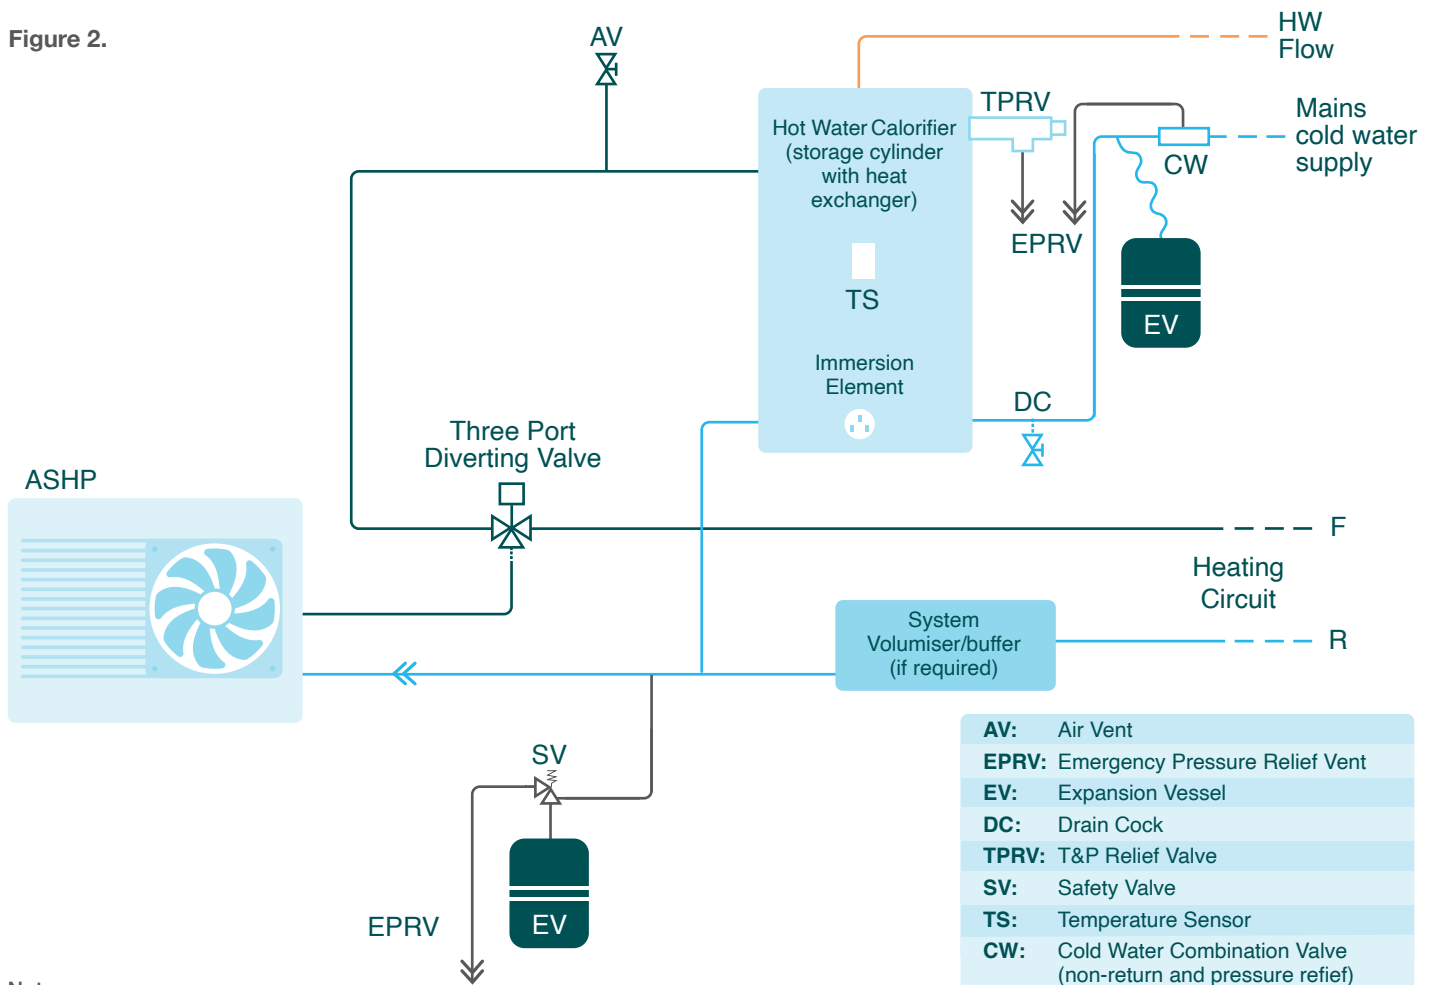 Figure 2.
AV
HW
Flow
TPRV
Mains
cold water
supply
CW
Hot Water Calorifier
(storage cylinder
with heat
exchanger)
EPRV
TS
EV
Immersion
Element
DC
Three Port
Diverting Valve
ASHP
F
Heating
Circuit
System
Volumiser/buffer
(if required)
R
SV
EPRV
EV
AV: Air Vent
EPRV: Emergency Pressure Relief Vent
EV: Expansion Vessel
DC: Drain Cock
TPRV: T&P Relief Valve
SV: Safety Valve
TS: Temperature Sensor
CW: Cold Water Combination Valve
(non-return and pressure refief)